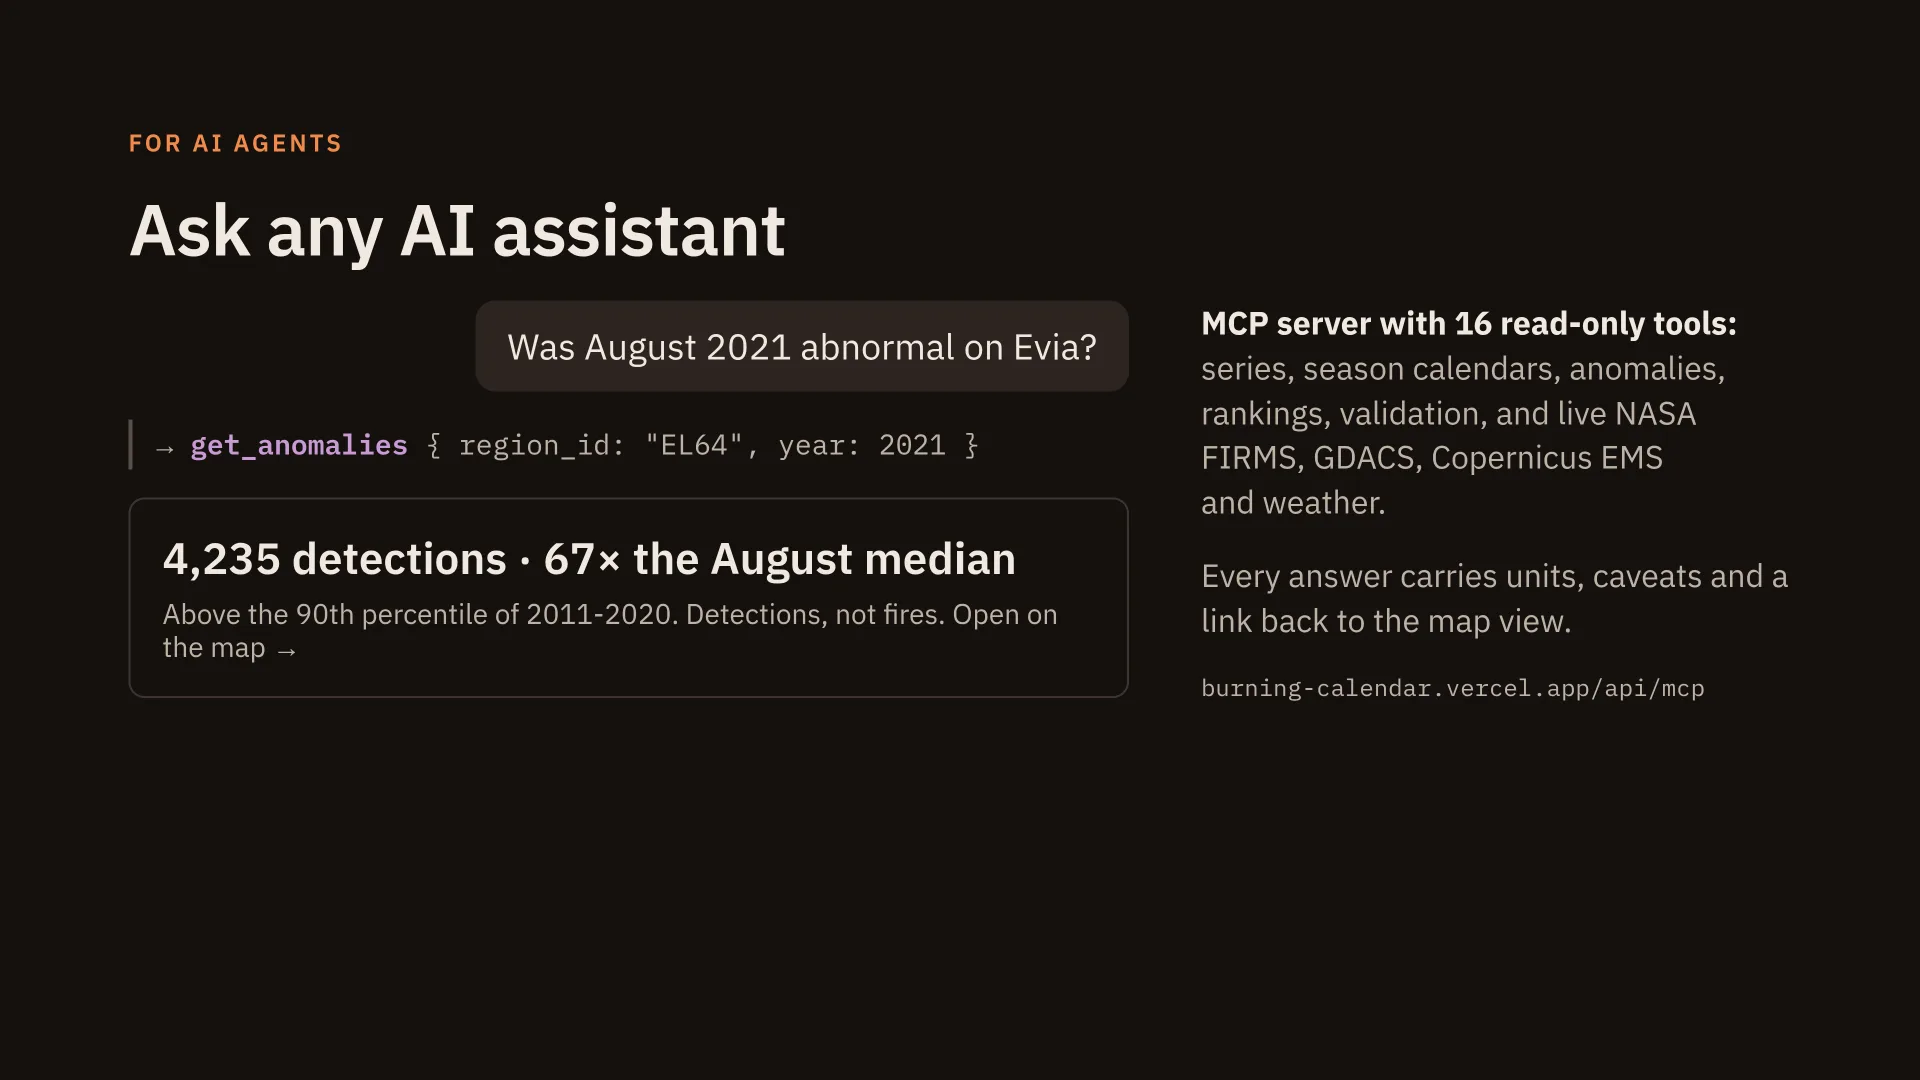 FOR AI AGENTS
Ask any AI assistant
Was August 2021 abnormal on Evia?
→ get_anomalies { region_id: "EL64", year: 2021 }
4,235 detections · 67× the August median
Above the 90th percentile of 2011-2020. Detections, not fires. Open on
the map →
MCP server with 16 read-only tools:
series, season calendars, anomalies,
rankings, validation, and live NASA
FIRMS, GDACS, Copernicus EMS
and weather.
Every answer carries units, caveats and a
link back to the map view.
burning-calendar.vercel.app/api/mcp